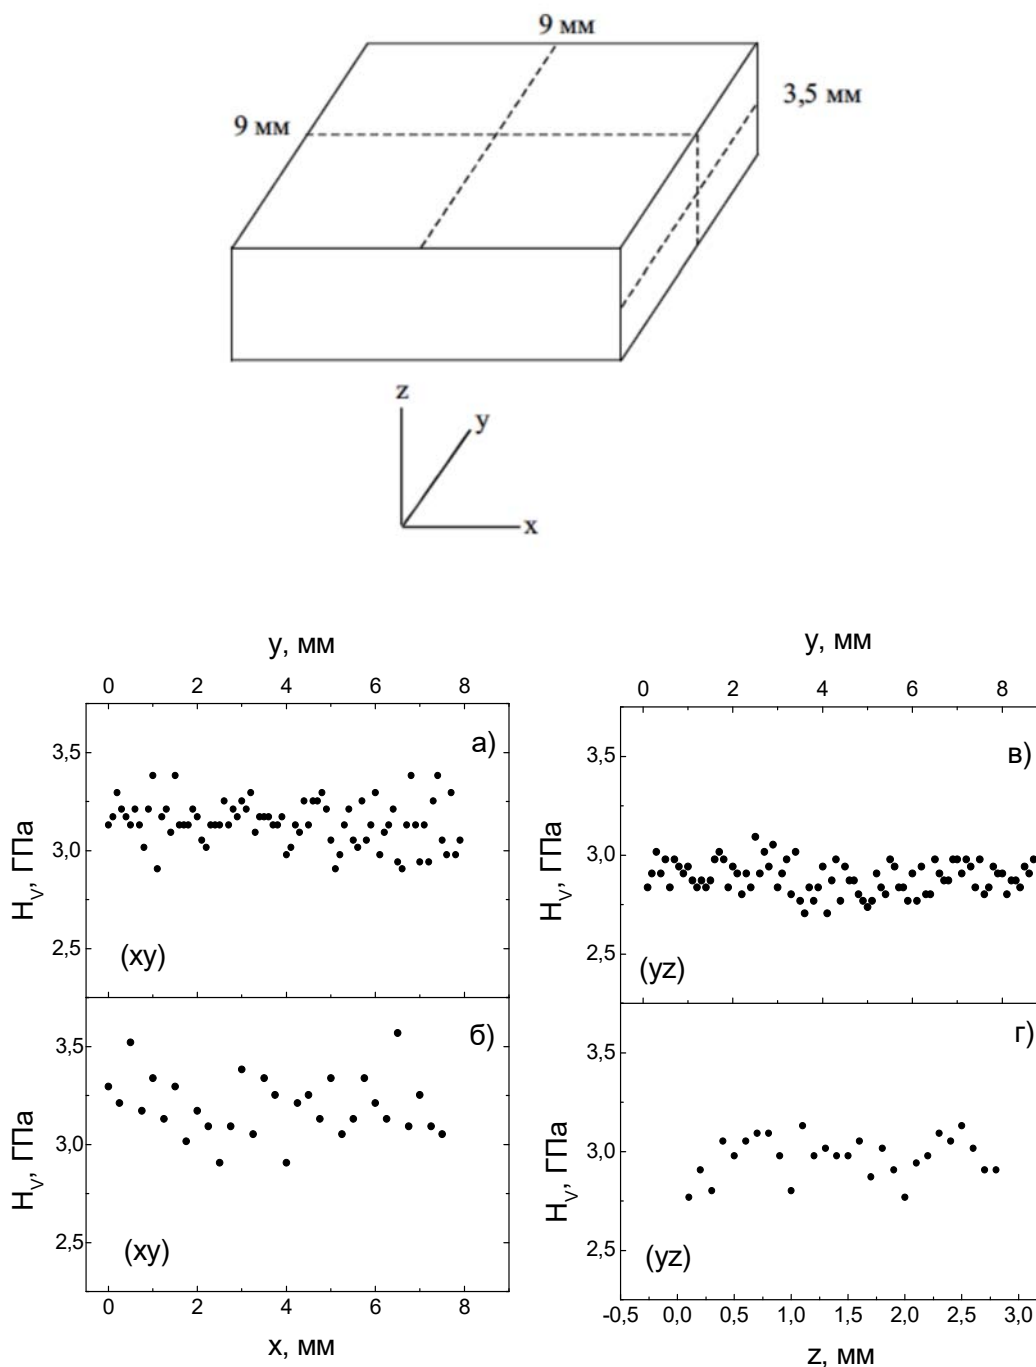 9 мм
3,5 мм
9 мм
z
y
x
y, мм
0 2 4 6 8
3,5
3,0
2,5
H_V, ГПа
а)
(xy)
y, мм
0 2 4 6 8
3,5
3,0
2,5
H_V, ГПа
в)
(yz)
3,5
3,0
2,5
H_V, ГПа
б)
(xy)
0 2 4 6 8
x, мм
3,5
3,0
2,5
H_V, ГПа
г)
(yz)
-0,5 0,0 0,5 1,0 1,5 2,0 2,5 3,0
z, мм